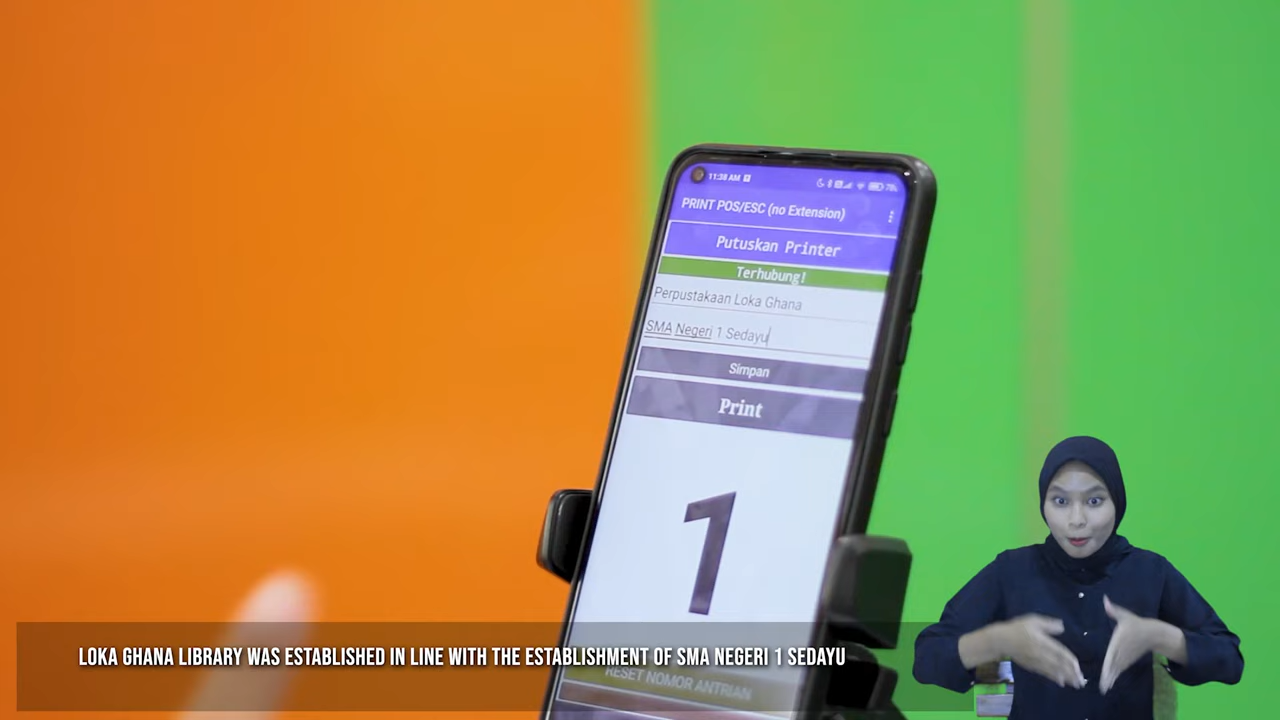 11:38 AM
78%
PRINT POS/ESC (no Extension)
Putuskan Printer
Terhubung!
Perpustakaan Loka Ghana
SMA Negeri 1 Sedayu
Simpan
Print
1
RESET NOMOR ANTRIAN
LOKA GHANA LIBRARY WAS ESTABLISHED IN LINE WITH THE ESTABLISHMENT OF SMA NEGERI 1 SEDAYU